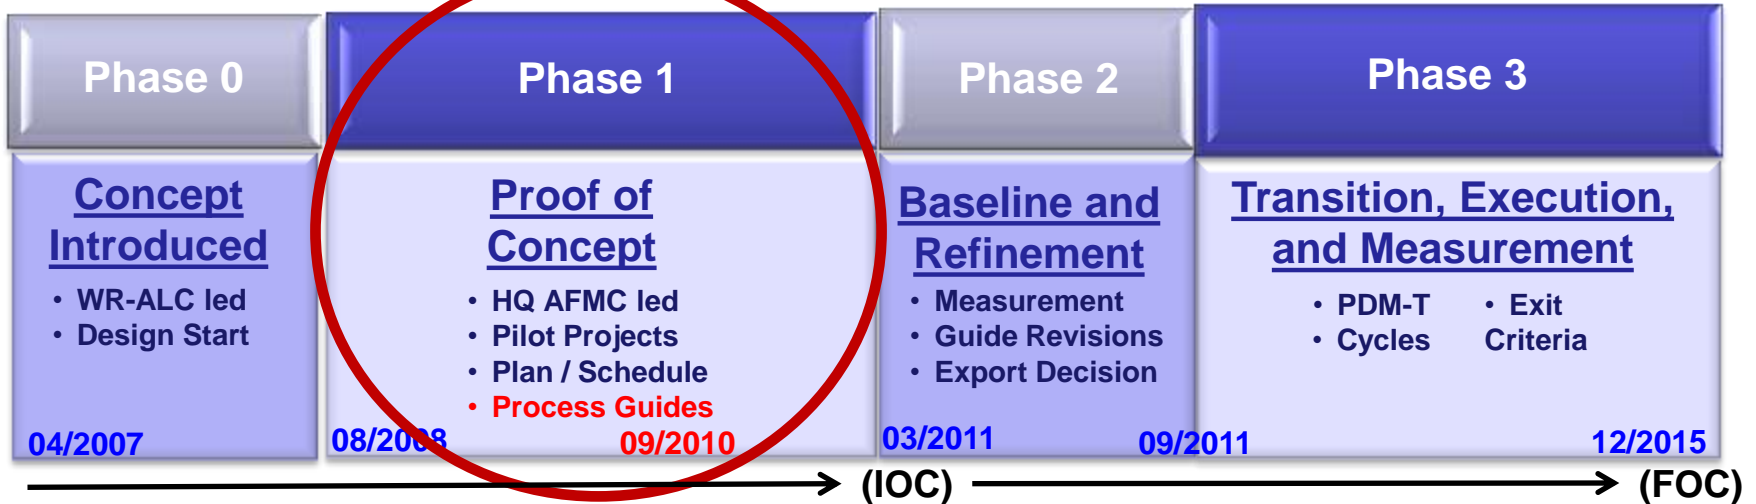 Phase 0
Phase 1
Phase 2
Phase 3
Concept
Introduced
• WR-ALC led
• Design Start
04/2007
Proof of
Concept
• HQ AFMC led
• Pilot Projects
• Plan / Schedule
• Process Guides
08/2008
09/2010
Baseline and
Refinement
• Measurement
• Guide Revisions
• Export Decision
03/2011
09/2011
Transition, Execution,
and Measurement
• PDM-T
• Cycles
• Exit
Criteria
12/2015
(IOC)
(FOC)